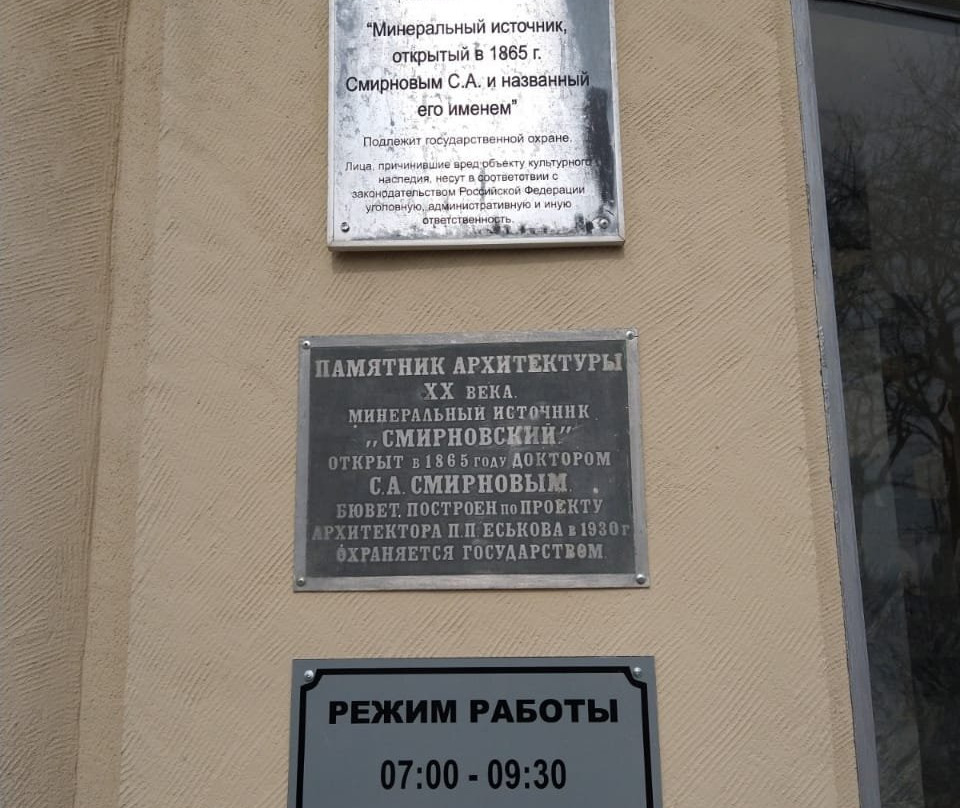 “Минеральный источник,
открытый в 1865 г.
Смирновым С.А. и названный
его именем”
Подлежит государственной охране.
Лица, причинившие вред объекту культурного
наследия, несут в соответствии с
законодательством Российской Федерации
уголовную, административную и иную
ответственность.
ПАМЯТНИК АРХИТЕКТУРЫ
XX ВЕКА.
МИНЕРАЛЬНЫЙ ИСТОЧНИК
„СМИРНОВСКИЙ.”
ОТКРЫТ в 1865 году ДОКТОРОМ
С.А. СМИРНОВЫМ.
БЮВЕТ, ПОСТРОЕН по ПРОЕКТУ
АРХИТЕКТОРА П.П. ЕСЬКОВА в 1930 г
ОХРАНЯЕТСЯ ГОСУДАРСТВОМ.
РЕЖИМ РАБОТЫ
07:00 - 09:30